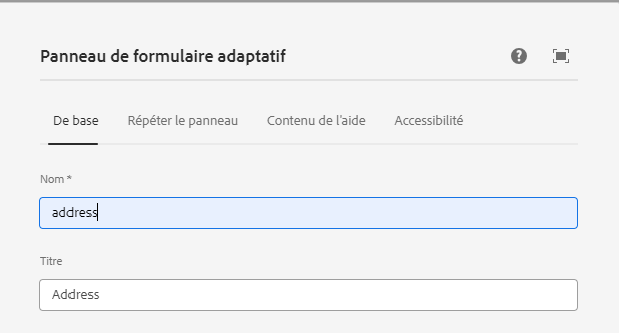 Panneau de formulaire adaptatif
De base Répéter le panneau Contenu de l'aide Accessibilité
Nom *
address
Titre
Address